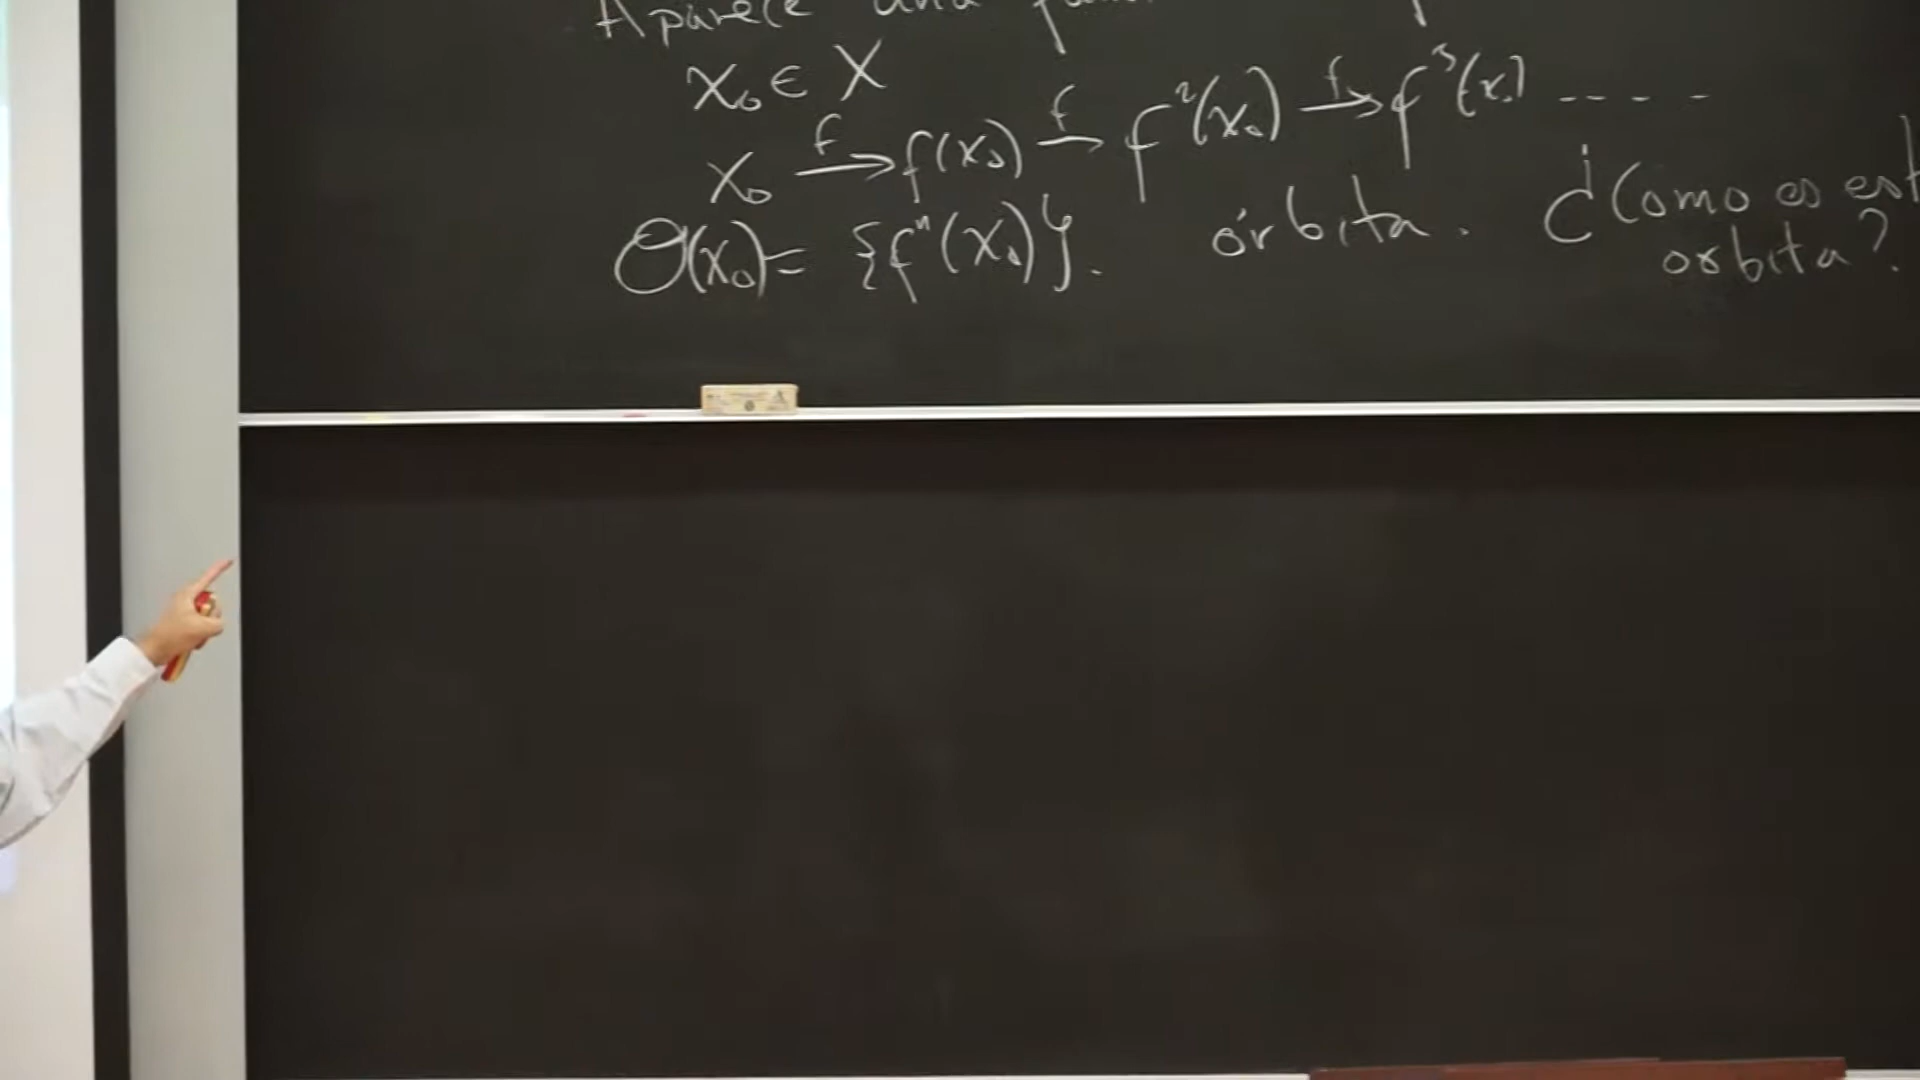 Aparece una
x₀ ∈ X
x₀ →f f(x₀) →f f²(x₀) →f f³(x₀) - - - -
O(x₀) = {fⁿ(x₀)}. órbita. ¿Como es est
orbita?